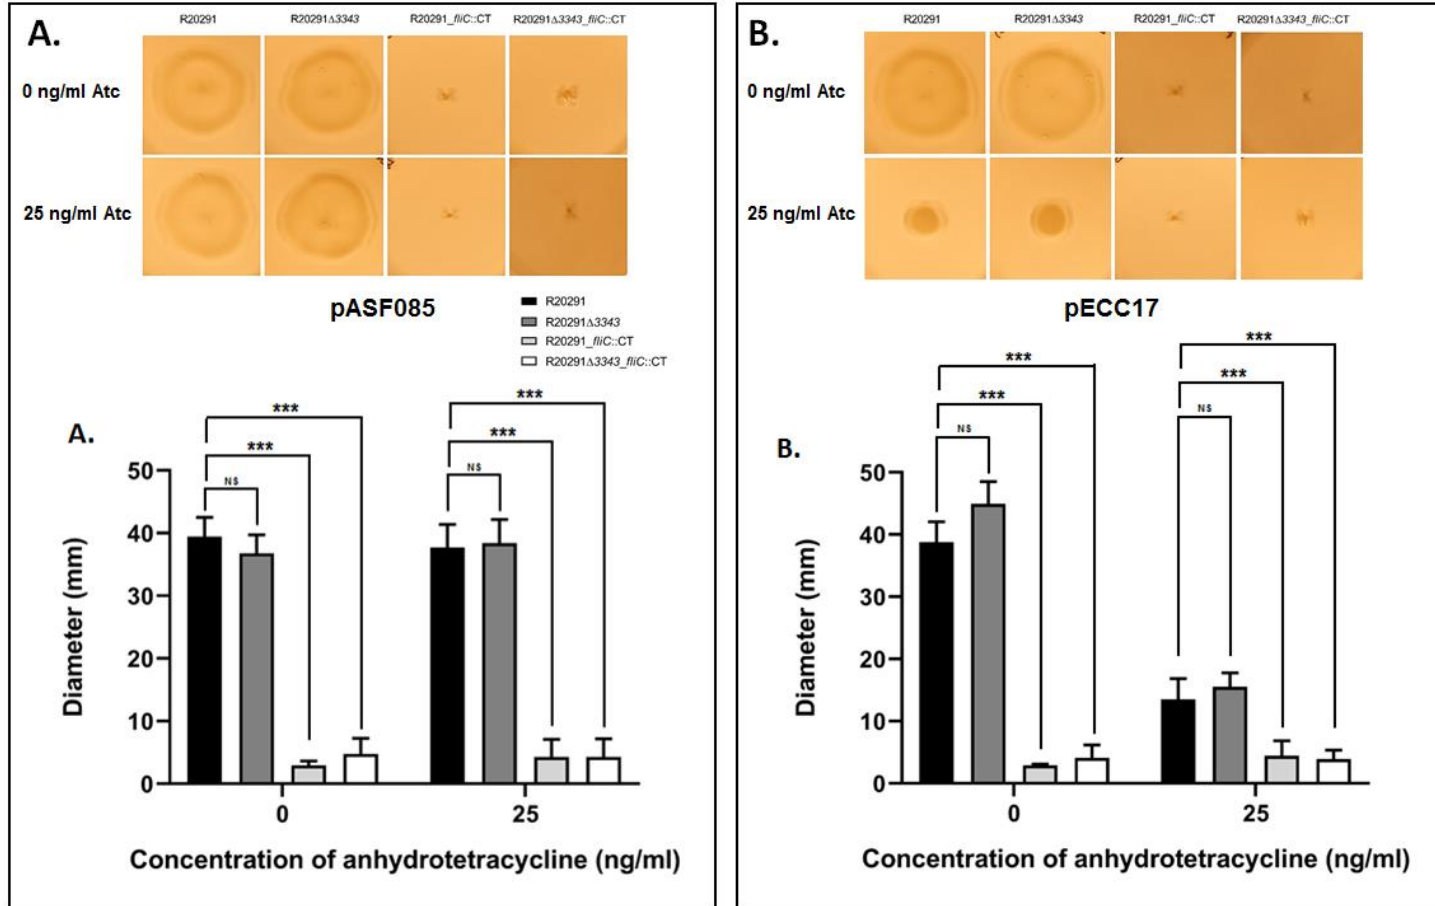 A.
R20291 R20291Δ3343 R20291_fliC::CT R20291Δ3343_fliC::CT
0 ng/ml Atc
25 ng/ml Atc
pASF085
R20291
R20291Δ3343
R20291_fliC::CT
R20291Δ3343_fliC::CT
A.
***
***
NS
***
***
NS
50
40
30
20
10
0
Diameter (mm)
0 25
Concentration of anhydrotetracycline (ng/ml)
B.
R20291 R20291Δ3343 R20291_fliC::CT R20291Δ3343_fliC::CT
0 ng/ml Atc
25 ng/ml Atc
pECC17
B.
***
***
NS
***
***
NS
50
40
30
20
10
0
Diameter (mm)
0 25
Concentration of anhydrotetracycline (ng/ml)